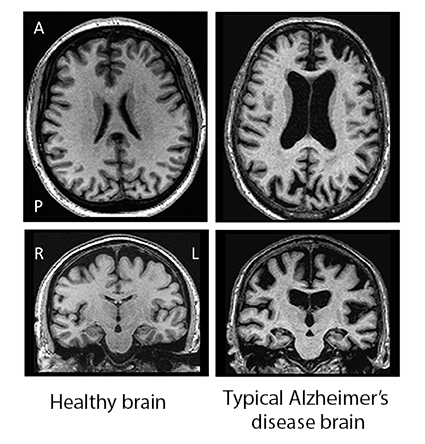 A
P
R L
Healthy brain
Typical Alzheimer's
disease brain